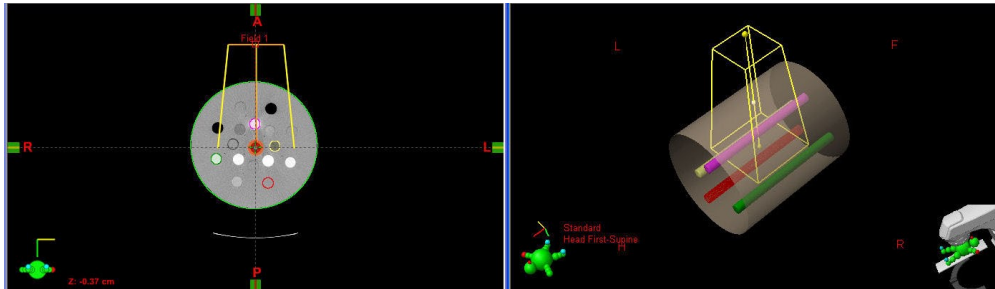 A
Field 1
R
L
P
Z: -0.37 cm
L
F
Standard
Head First-Supine
H
R